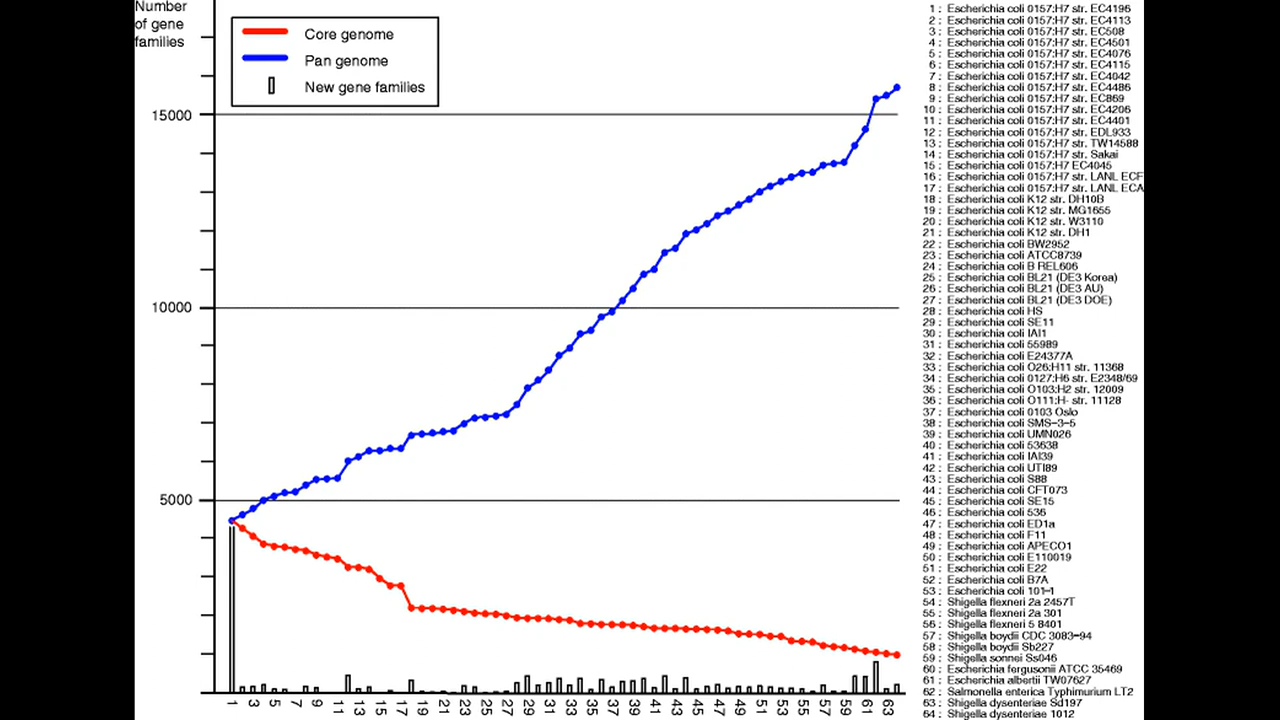 Number
of gene
families
Core genome
Pan genome
New gene families
15000
10000
5000
1 3 5 7 9 11 13 15 17 19 21 23 25 27 29 31 33 35 37 39 41 43 45 47 49 51 53 55 57 59 61 63
1 : Escherichia coli 0157:H7 str. EC4196
2 : Escherichia coli 0157:H7 str. EC4113
3 : Escherichia coli 0157:H7 str. EC508
4 : Escherichia coli 0157:H7 str. EC4501
5 : Escherichia coli 0157:H7 str. EC4076
6 : Escherichia coli 0157:H7 str. EC4115
7 : Escherichia coli 0157:H7 str. EC4042
8 : Escherichia coli 0157:H7 str. EC4486
9 : Escherichia coli 0157:H7 str. EC869
10 : Escherichia coli 0157:H7 str. EC4206
11 : Escherichia coli 0157:H7 str. EC4401
12 : Escherichia coli 0157:H7 str. EDL933
13 : Escherichia coli 0157:H7 str. TW14588
14 : Escherichia coli 0157:H7 str. Sakai
15 : Escherichia coli 0157:H7 EC4045
16 : Escherichia coli 0157:H7 str. LANL ECF
17 : Escherichia coli 0157:H7 str. LANL ECA
18 : Escherichia coli K12 str. DH10B
19 : Escherichia coli K12 str. MG1655
20 : Escherichia coli K12 str. W3110
21 : Escherichia coli K12 str. DH1
22 : Escherichia coli BW2952
23 : Escherichia coli ATCC8739
24 : Escherichia coli B REL606
25 : Escherichia coli BL21 (DE3 Korea)
26 : Escherichia coli BL21 (DE3 AU)
27 : Escherichia coli BL21 (DE3 DOE)
28 : Escherichia coli HS
29 : Escherichia coli SE11
30 : Escherichia coli IAI1
31 : Escherichia coli 55989
32 : Escherichia coli E24377A
33 : Escherichia coli O26:H11 str. 11368
34 : Escherichia coli 0127:H6 str. E2348/69
35 : Escherichia coli O103:H2 str. 12009
36 : Escherichia coli O111:H- str. 11128
37 : Escherichia coli 0103 Oslo
38 : Escherichia coli SMS-3-5
39 : Escherichia coli UMN026
40 : Escherichia coli 53638
41 : Escherichia coli IAI39
42 : Escherichia coli UTI89
43 : Escherichia coli S88
44 : Escherichia coli CFT073
45 : Escherichia coli SE15
46 : Escherichia coli 536
47 : Escherichia coli ED1a
48 : Escherichia coli F11
49 : Escherichia coli APECO1
50 : Escherichia coli E110019
51 : Escherichia coli E22
52 : Escherichia coli B7A
53 : Escherichia coli 101-1
54 : Shigella flexneri 2a 2457T
55 : Shigella flexneri 2a 301
56 : Shigella flexneri 5 8401
57 : Shigella boydii CDC 3083-94
58 : Shigella boydii Sb227
59 : Shigella sonnei Ss046
60 : Escherichia fergusonii ATCC 35469
61 : Escherichia albertii TW07627
62 : Salmonella enterica Typhimurium LT2
63 : Shigella dysenteriae Sd197
64 : Shigella dysenteriae 1012